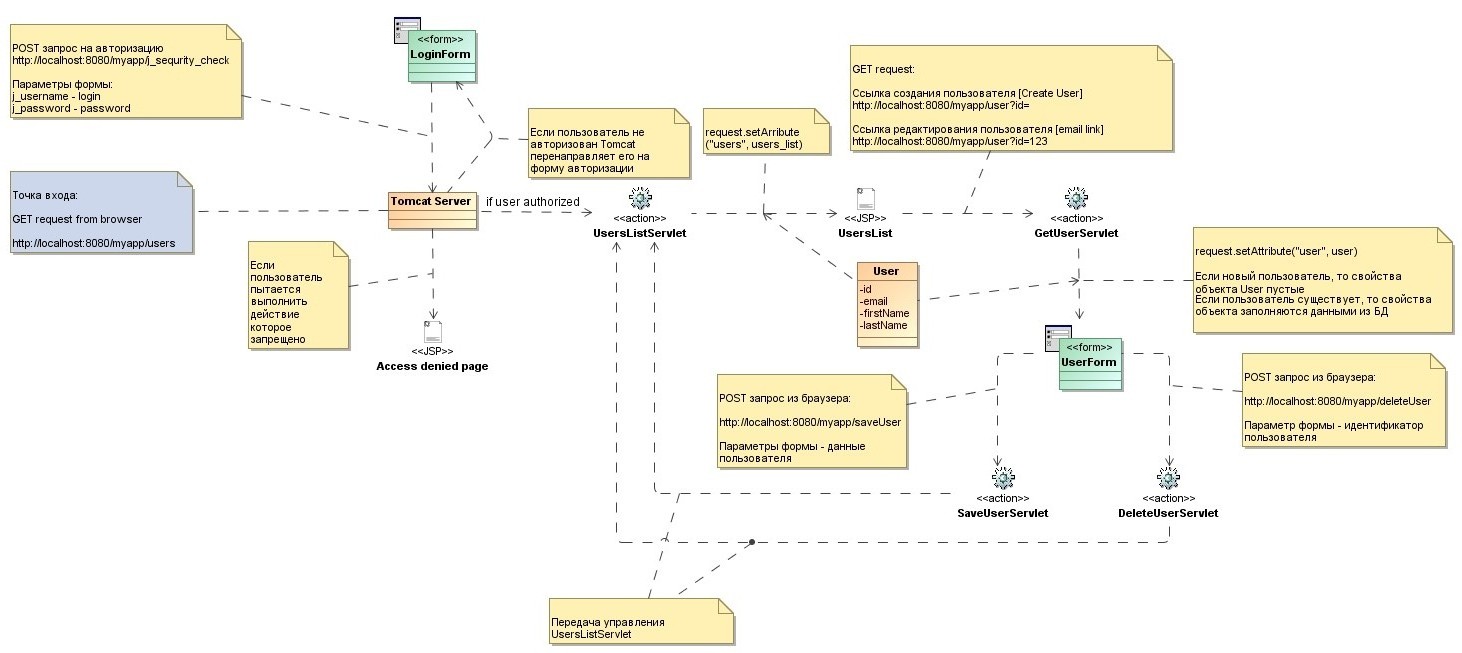 POST запрос на авторизацию
http://localhost:8080/myapp/j_sequrity_check
Параметры формы:
j_username - login
j_password - password
<<form>>
LoginForm
Если пользователь не
авторизован Tomcat
перенаправляет его на
форму авторизации
request.setArribute
("users", users_list)
GET request:
Ссылка создания пользователя [Create User]
http://localhost:8080/myapp/user?id=
Ссылка редактирования пользователя [email link]
http://localhost:8080/myapp/user?id=123
Точка входа:
GET request from browser
http://localhost:8080/myapp/users
Tomcat Server
if user authorized
<<action>>
UsersListServlet
<<JSP>>
UsersList
<<action>>
GetUserServlet
Если
пользователь
пытается
выполнить
действие
которое
запрещено
<<JSP>>
Access denied page
User
-id
-email
-firstName
-lastName
request.setAttribute("user", user)
Если новый пользователь, то свойства
объекта User пустые
Если пользователь существует, то свойства
объекта заполняются данными из БД
<<form>>
UserForm
POST запрос из браузера:
http://localhost:8080/myapp/saveUser
Параметры формы - данные
пользователя
POST запрос из браузера:
http://localhost:8080/myapp/deleteUser
Параметр формы - идентификатор
пользователя
<<action>>
SaveUserServlet
<<action>>
DeleteUserServlet
Передача управления
UsersListServlet